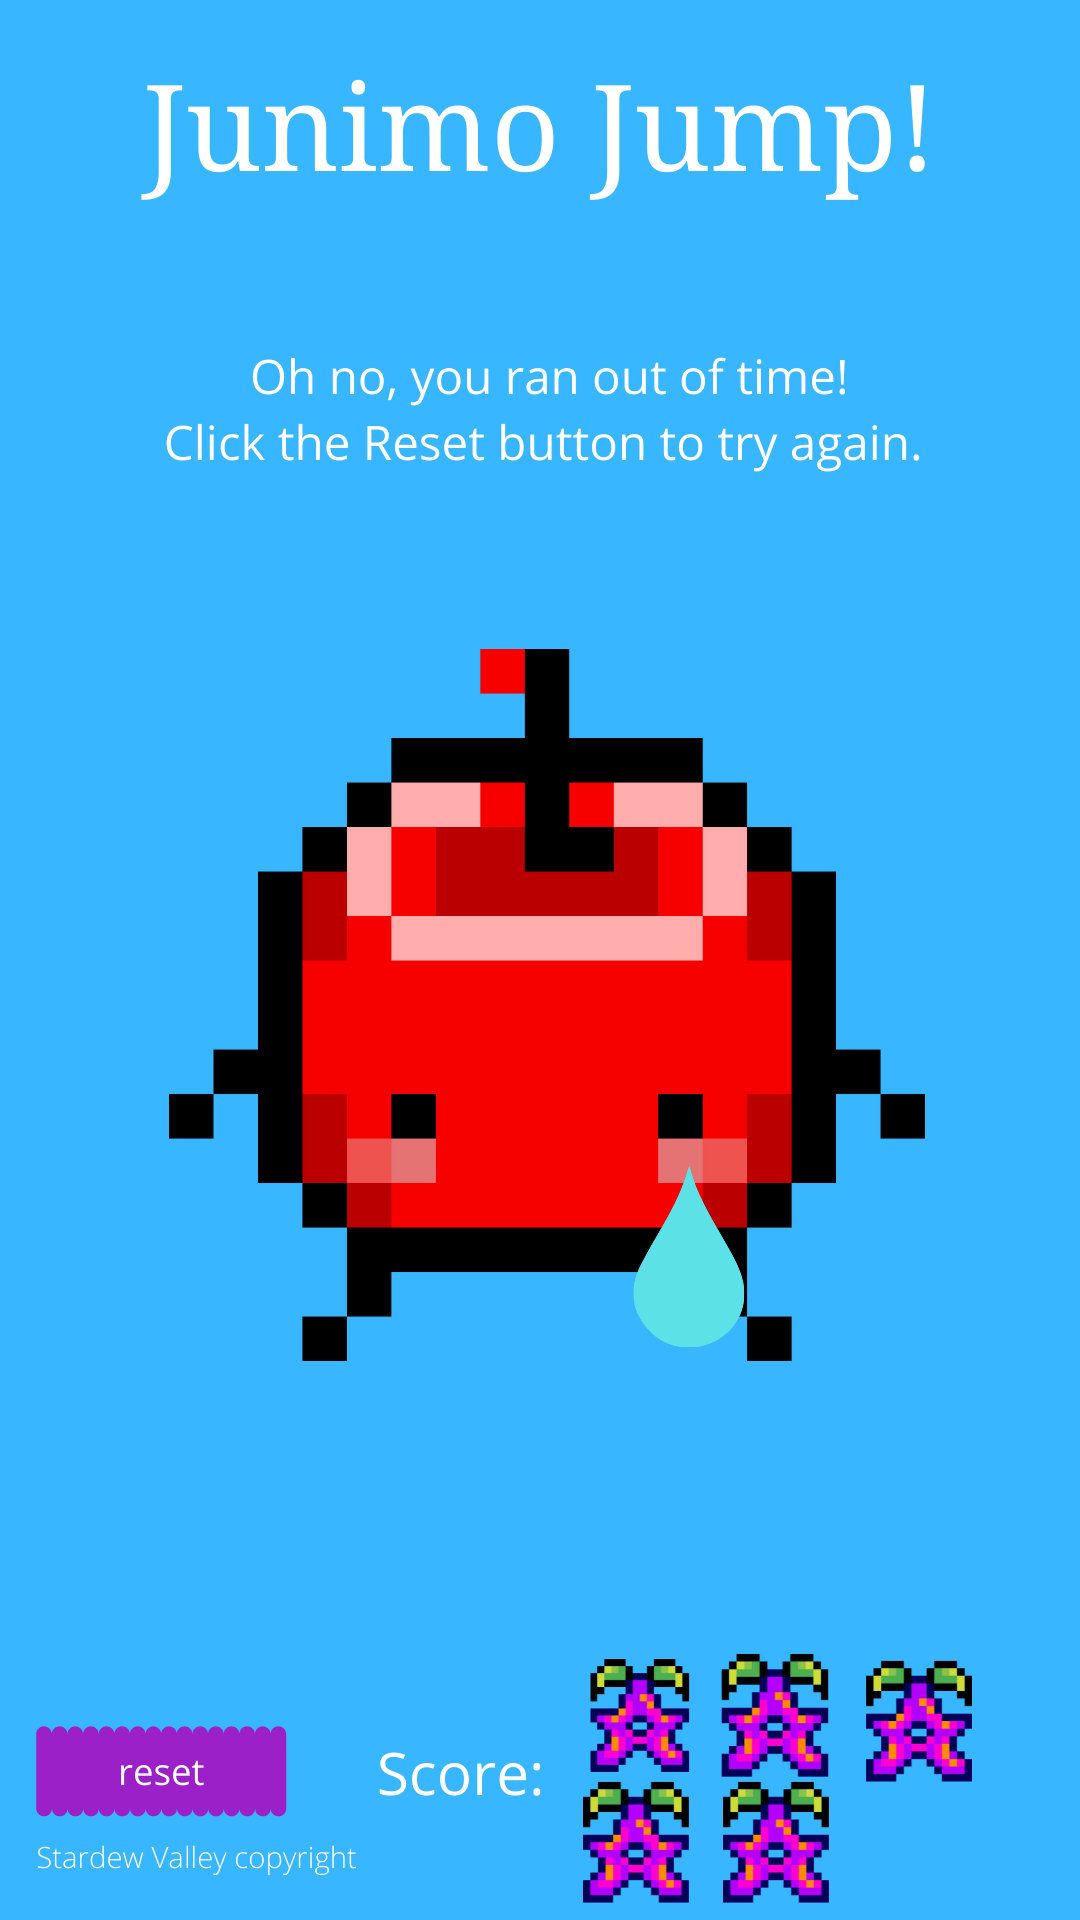 Junimo Jump!
Oh no, you ran out of time!
Click the Reset button to try again.
reset
Score:
Stardew Valley copyright